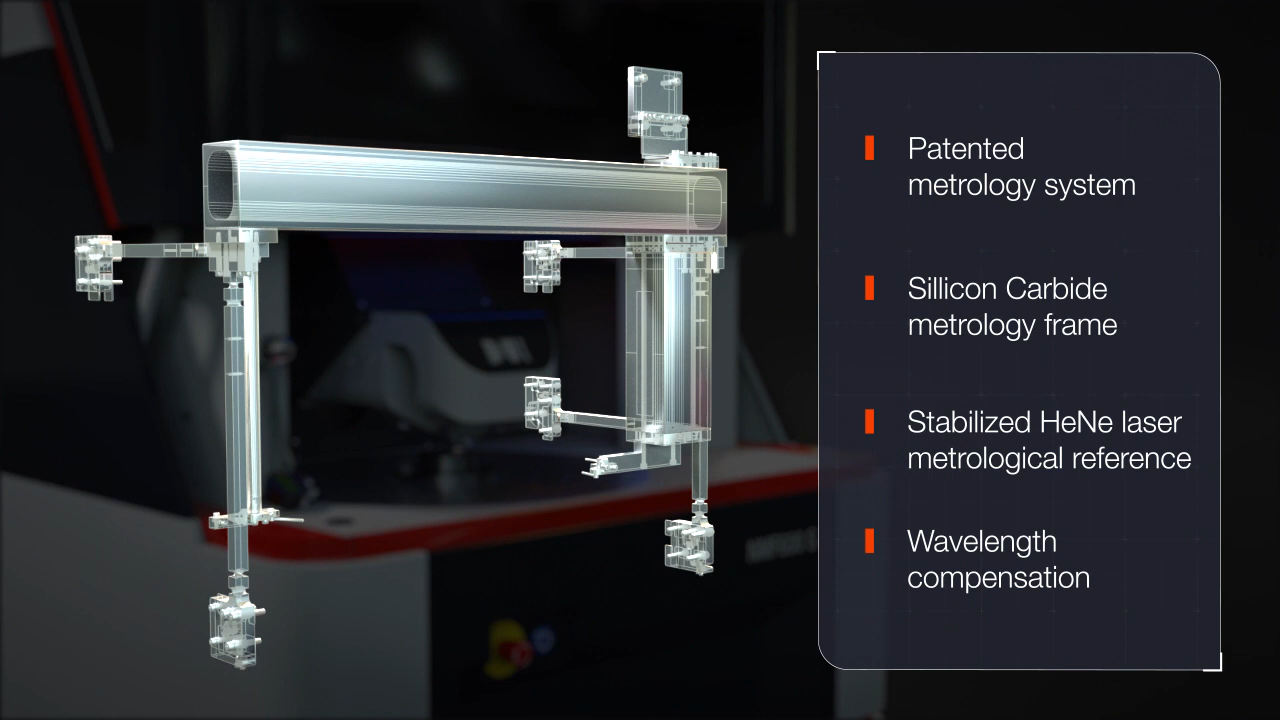 Patented
metrology system
Sillicon Carbide
metrology frame
Stabilized HeNe laser
metrological reference
Wavelength
compensation